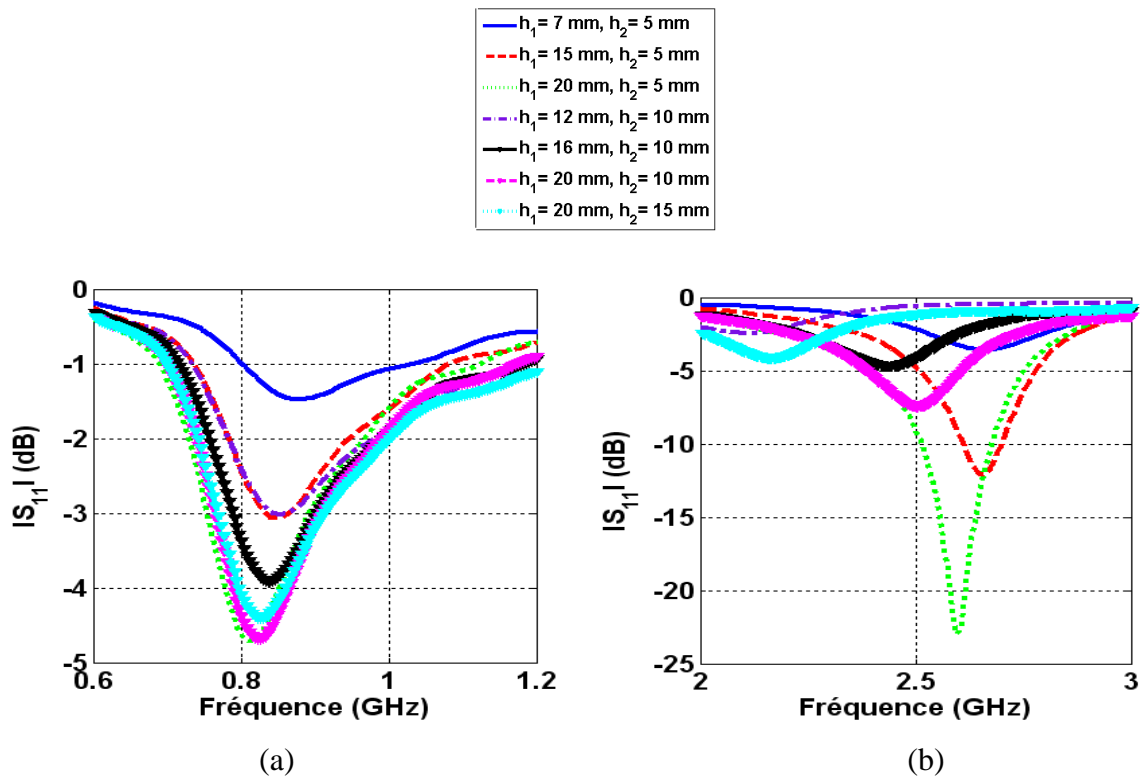 h1= 7 mm, h2= 5 mm
h1= 15 mm, h2= 5 mm
h1= 20 mm, h2= 5 mm
h1= 12 mm, h2= 10 mm
h1= 16 mm, h2= 10 mm
h1= 20 mm, h2= 10 mm
h1= 20 mm, h2= 15 mm
|S11| (dB)
0
-1
-2
-3
-4
-5
0.6
0.8
1
1.2
Fréquence (GHz)
(a)
|S11| (dB)
0
-5
-10
-15
-20
-25
2
2.5
3
Fréquence (GHz)
(b)